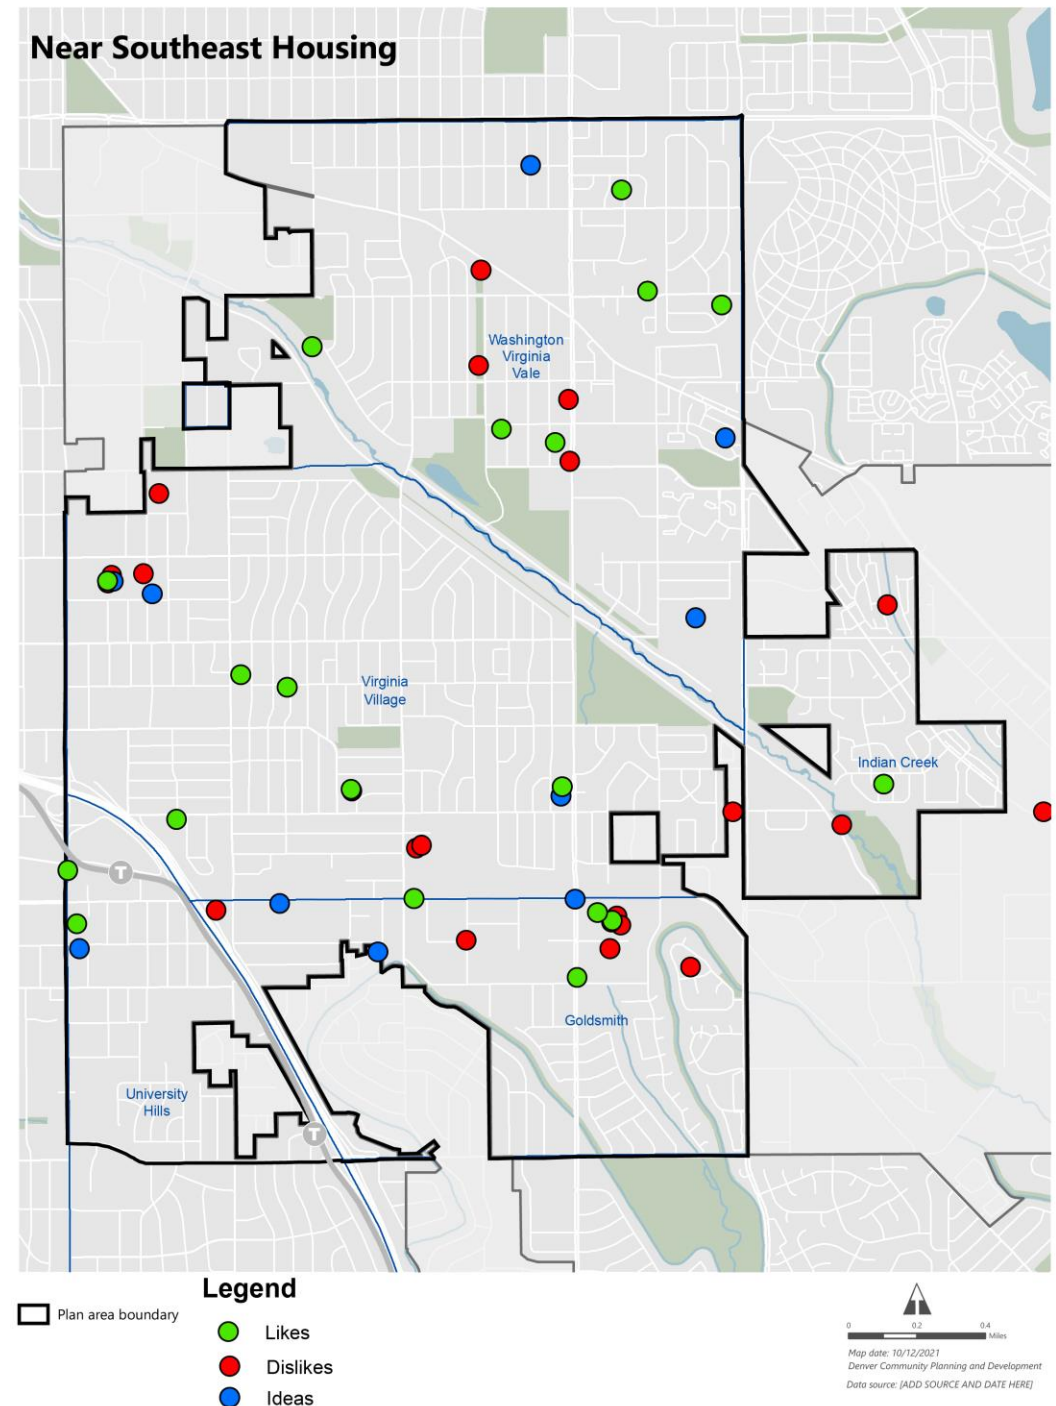 Near Southeast Housing
Washington
Virginia
Vale
Virginia
Village
Indian Creek
T
Goldsmith
University
Hills
T
Legend
Plan area boundary
Likes
Dislikes
Ideas
0 0.2 0.4
Miles
Map date: 10/12/2021
Denver Community Planning and Development
Data source: [ADD SOURCE AND DATE HERE]